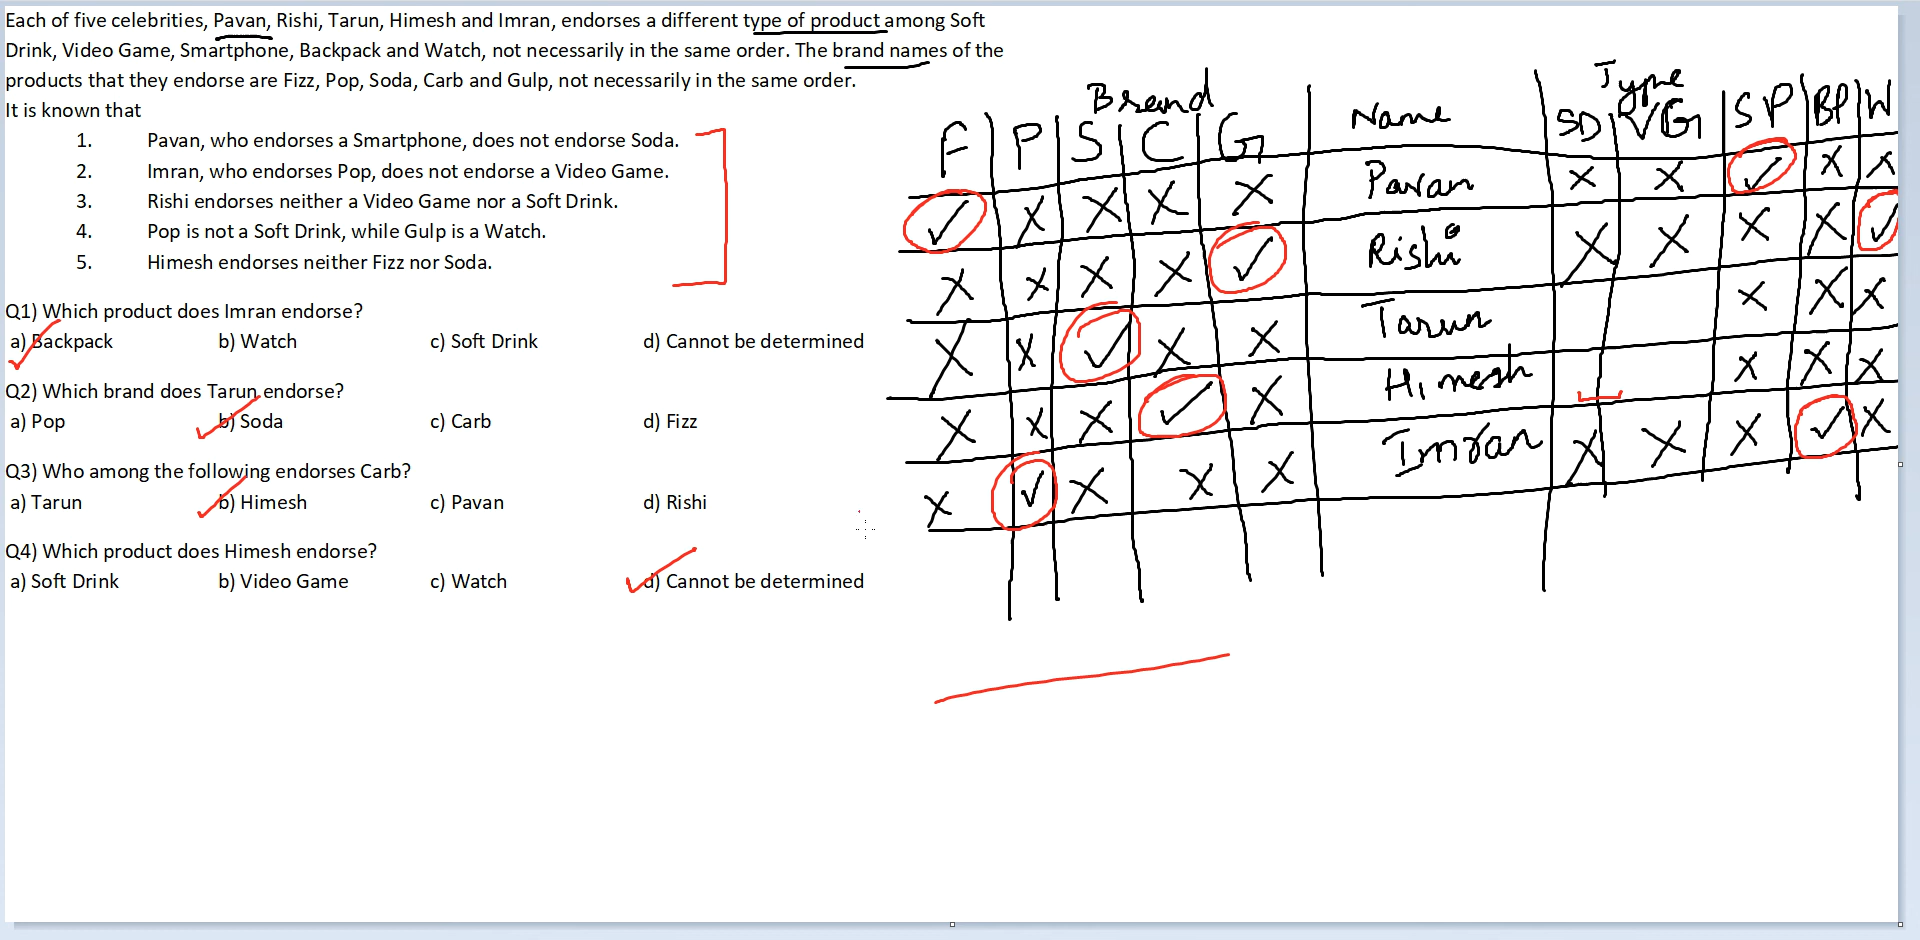 Each of five celebrities, Pavan, Rishi, Tarun, Himesh and Imran, endorses a different type of product among Soft
Drink, Video Game, Smartphone, Backpack and Watch, not necessarily in the same order. The brand names of the
products that they endorse are Fizz, Pop, Soda, Carb and Gulp, not necessarily in the same order.
It is known that
1. Pavan, who endorses a Smartphone, does not endorse Soda.
2. Imran, who endorses Pop, does not endorse a Video Game.
3. Rishi endorses neither a Video Game nor a Soft Drink.
4. Pop is not a Soft Drink, while Gulp is a Watch.
5. Himesh endorses neither Fizz nor Soda.
Q1) Which product does Imran endorse?
a) Backpack b) Watch c) Soft Drink d) Cannot be determined
Q2) Which brand does Tarun endorse?
a) Pop b) Soda c) Carb d) Fizz
Q3) Who among the following endorses Carb?
a) Tarun b) Himesh c) Pavan d) Rishi
Q4) Which product does Himesh endorse?
a) Soft Drink b) Video Game c) Watch d) Cannot be determined
Brand Name Type
F P S C G SD VG SP BP W
✓ X X X X Pavan X X ✓ X X
X X X X ✓ Rishi X X X X ✓
X X ✓ X X Tarun X X X
X X X ✓ X Himesh X X X
X ✓ X X X Imran X X X ✓ X